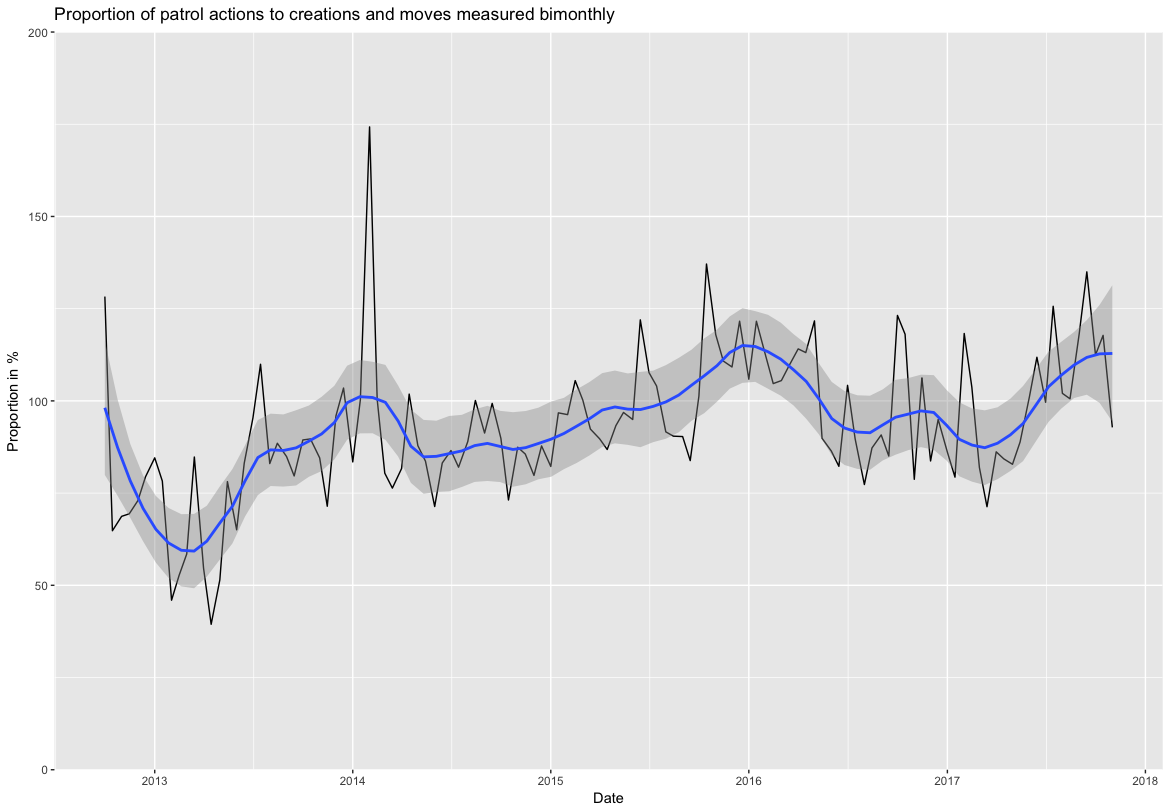 Proportion of patrol actions to creations and moves measured bimonthly
Proportion in %
200
150
100
50
0
2013 2014 2015 2016 2017 2018
Date